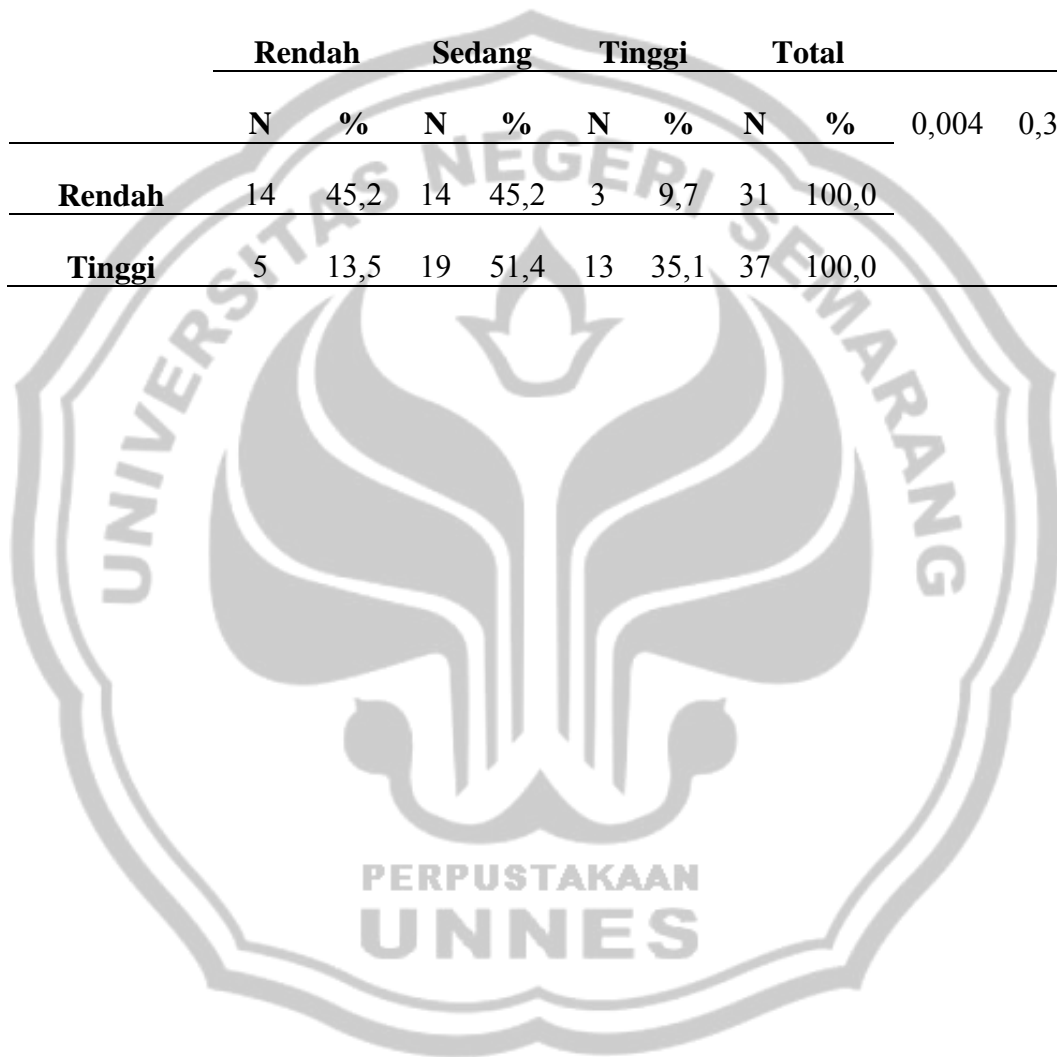 Rendah Sedang Tinggi Total
N % N % N % N % 0,004 0,3
Rendah 14 45,2 14 45,2 3 9,7 31 100,0
Tinggi 5 13,5 19 51,4 13 35,1 37 100,0
UNIVERSITAS NEGERI SEMARANG
PERPUSTAKAAN
UNNES